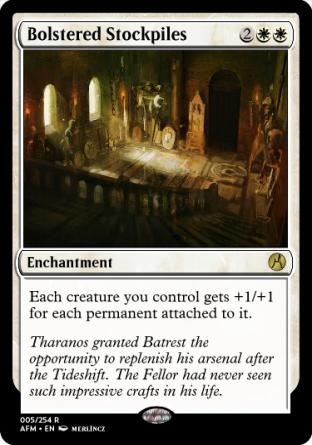 Bolstered Stockpiles 2
Enchantment
Each creature you control gets +1/+1
for each permanent attached to it.
Tharanos granted Batrest the
opportunity to replenish his arsenal after
the Tideshift. The Fellor had never seen
such impressive crafts in his life.
005/254 R
AFM • EN MERLINCZ